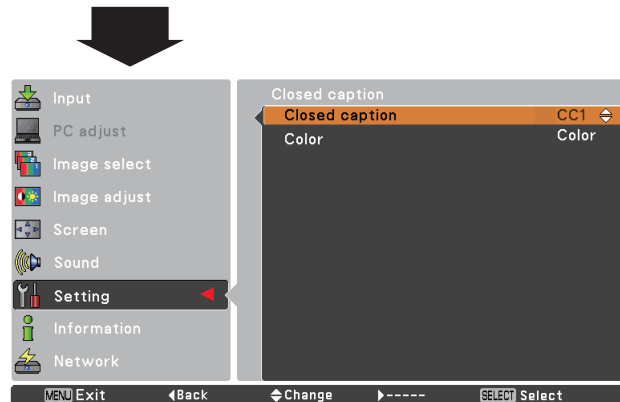 Input
PC adjust
Image select
Image adjust
Screen
Sound
Setting
Information
Network
Closed caption
Closed caption CC1
Color Color
MENU Exit Back Change ----- SELECT Select